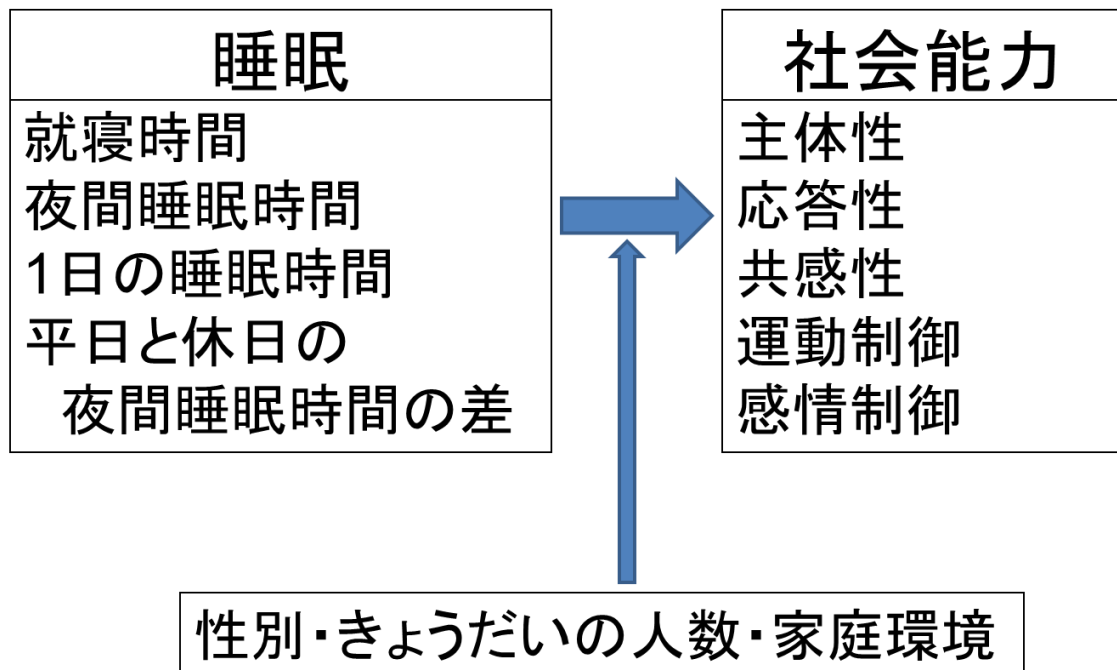 睡眠
就寝時間
夜間睡眠時間
1日の睡眠時間
平日と休日の
夜間睡眠時間の差
社会能力
主体性
応答性
共感性
運動制御
感情制御
性別・きょうだいの人数・家庭環境